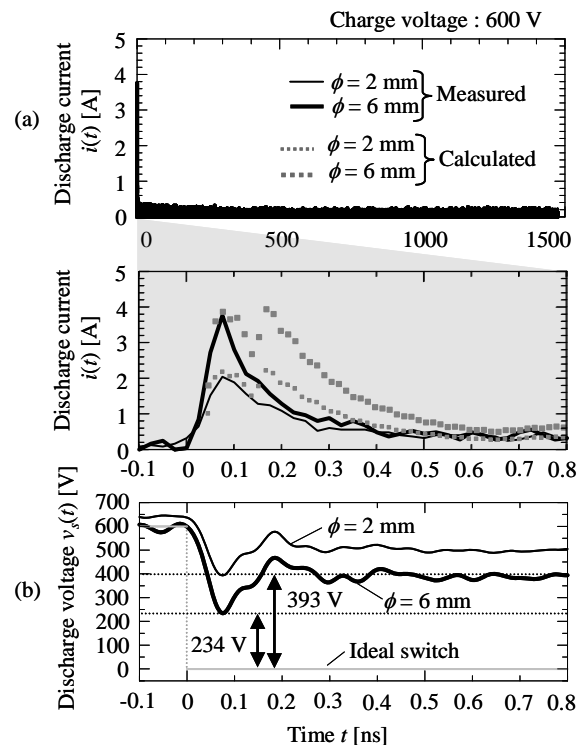 Charge voltage : 600 V
(a)
Discharge current
i(t) [A]
5
4
3
2
1
0
ϕ = 2 mm
ϕ = 6 mm
Measured
ϕ = 2 mm
ϕ = 6 mm
Calculated
0 500 1000 1500
Discharge current
i(t) [A]
5
4
3
2
1
0
-0.1 0 0.1 0.2 0.3 0.4 0.5 0.6 0.7 0.8
(b)
Discharge voltage vs(t) [V]
700
600
500
400
300
200
100
0
ϕ = 2 mm
393 V
ϕ = 6 mm
234 V
Ideal switch
-0.1 0 0.1 0.2 0.3 0.4 0.5 0.6 0.7 0.8
Time t [ns]